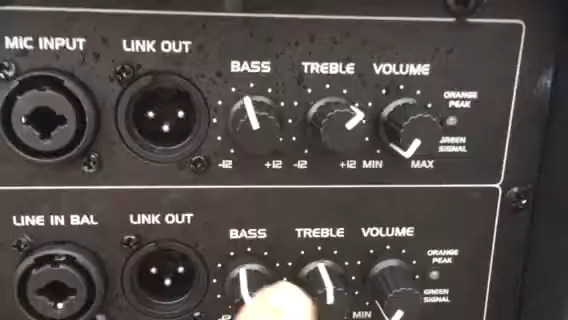 MIC INPUT LINK OUT BASS TREBLE VOLUME
ORANGE
PEAK
GREEN
SIGNAL
-12 +12 -12 +12 MIN MAX
LINE IN BAL LINK OUT BASS TREBLE VOLUME
ORANGE
PEAK
GREEN
SIGNAL
MIN